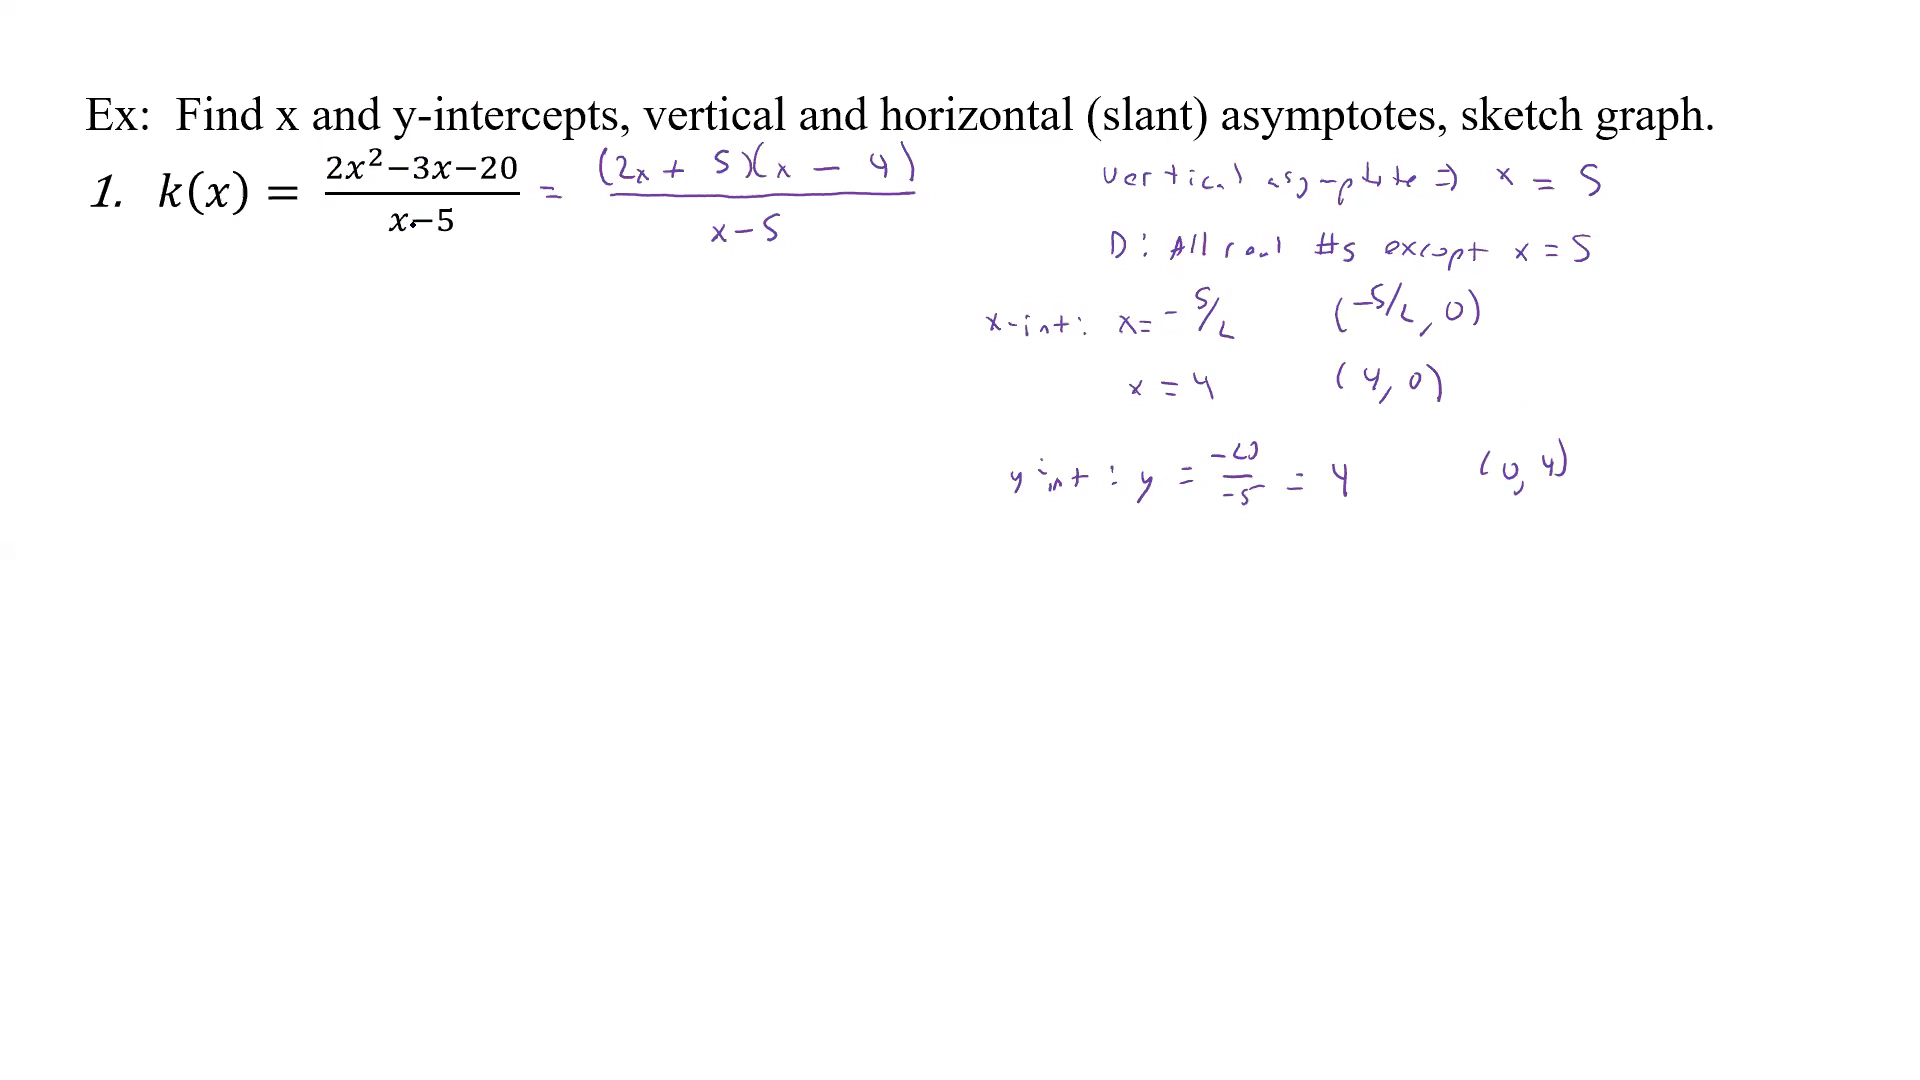 Ex: Find x and y-intercepts, vertical and horizontal (slant) asymptotes, sketch graph.
1. k(x) = (2x²−3x−20)/(x−5) = (2x + 5)(x − 4)/(x−5)
vertical asymptote ⇒ x = 5
D: All real #s except x = 5
x-int: x = -5/2 (-5/2, 0)
x = 4 (4, 0)
y int: y = -20/-5 = 4 (0, 4)